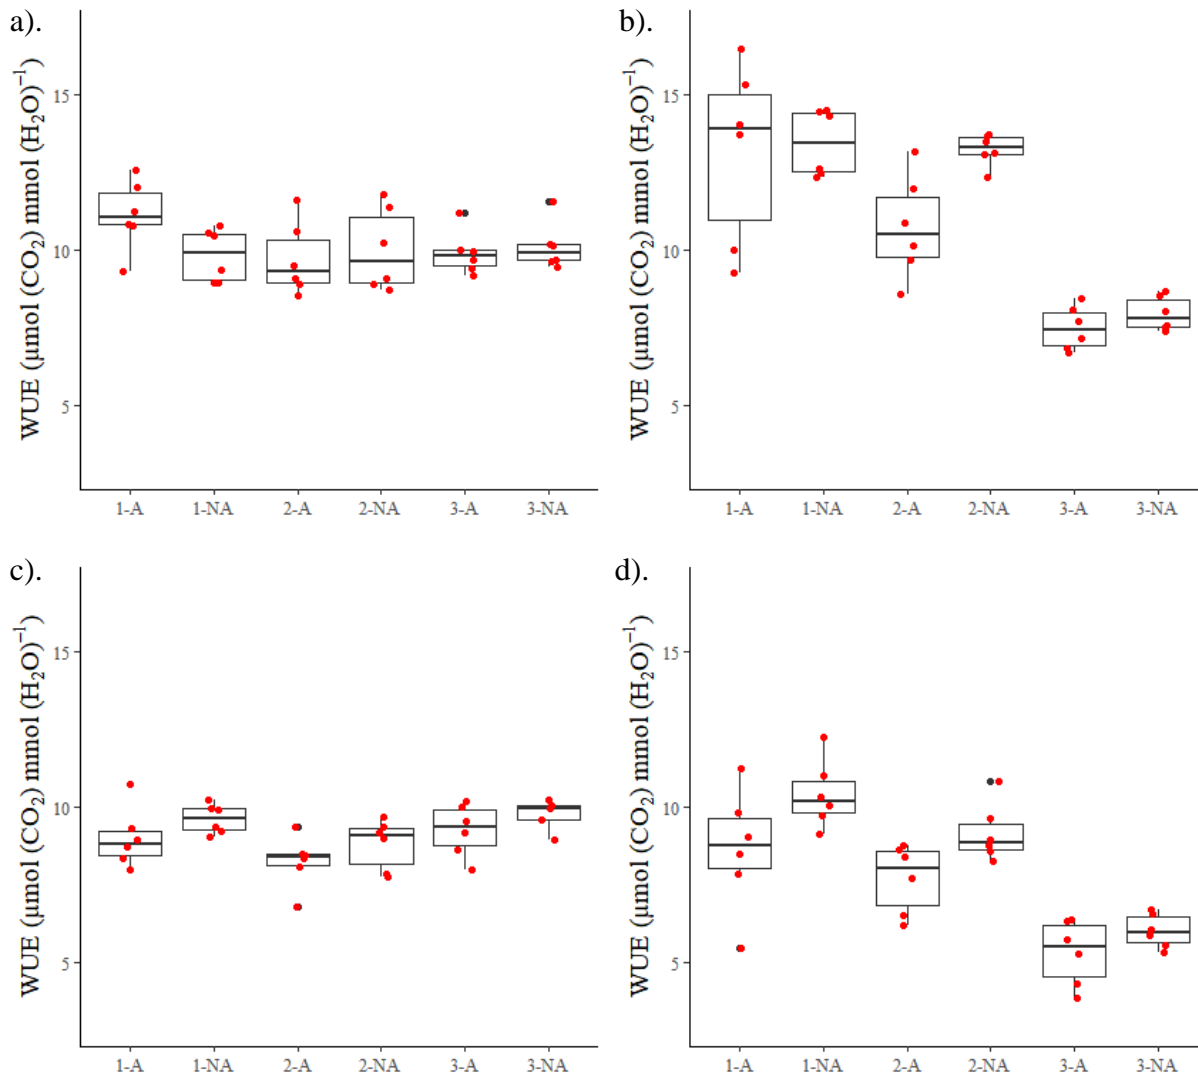 a).
WUE (μmol (CO₂) mmol (H₂O)⁻¹)
15
10
5
1-A 1-NA 2-A 2-NA 3-A 3-NA
b).
WUE (μmol (CO₂) mmol (H₂O)⁻¹)
15
10
5
1-A 1-NA 2-A 2-NA 3-A 3-NA
c).
WUE (μmol (CO₂) mmol (H₂O)⁻¹)
15
10
5
1-A 1-NA 2-A 2-NA 3-A 3-NA
d).
WUE (μmol (CO₂) mmol (H₂O)⁻¹)
15
10
5
1-A 1-NA 2-A 2-NA 3-A 3-NA